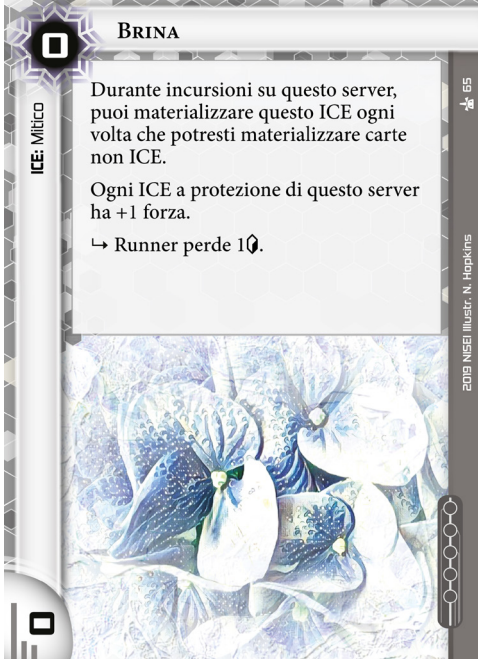 0
BRINA
Durante incursioni su questo server,
puoi materializzare questo ICE ogni
volta che potresti materializzare carte
non ICE.
Ogni ICE a protezione di questo server
ha +1 forza.
↳ Runner perde 1.
ICE: Mitico
65
2019 NISEI Illustr. N. Hopkins
0